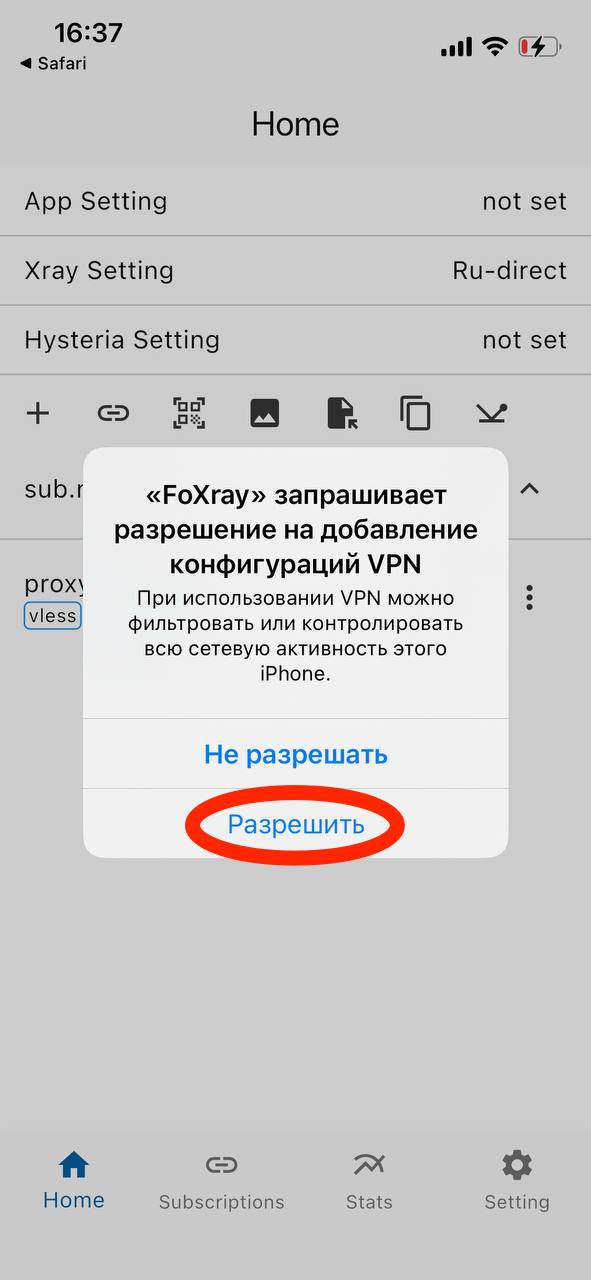 16:37
◀ Safari
Home
App Setting not set
Xray Setting Ru-direct
Hysteria Setting not set
«FoXray» запрашивает
разрешение на добавление
конфигураций VPN
При использовании VPN можно
фильтровать или контролировать
всю сетевую активность этого
iPhone.
proxy
vless
Не разрешать
Разрешить
Home Subscriptions Stats Setting